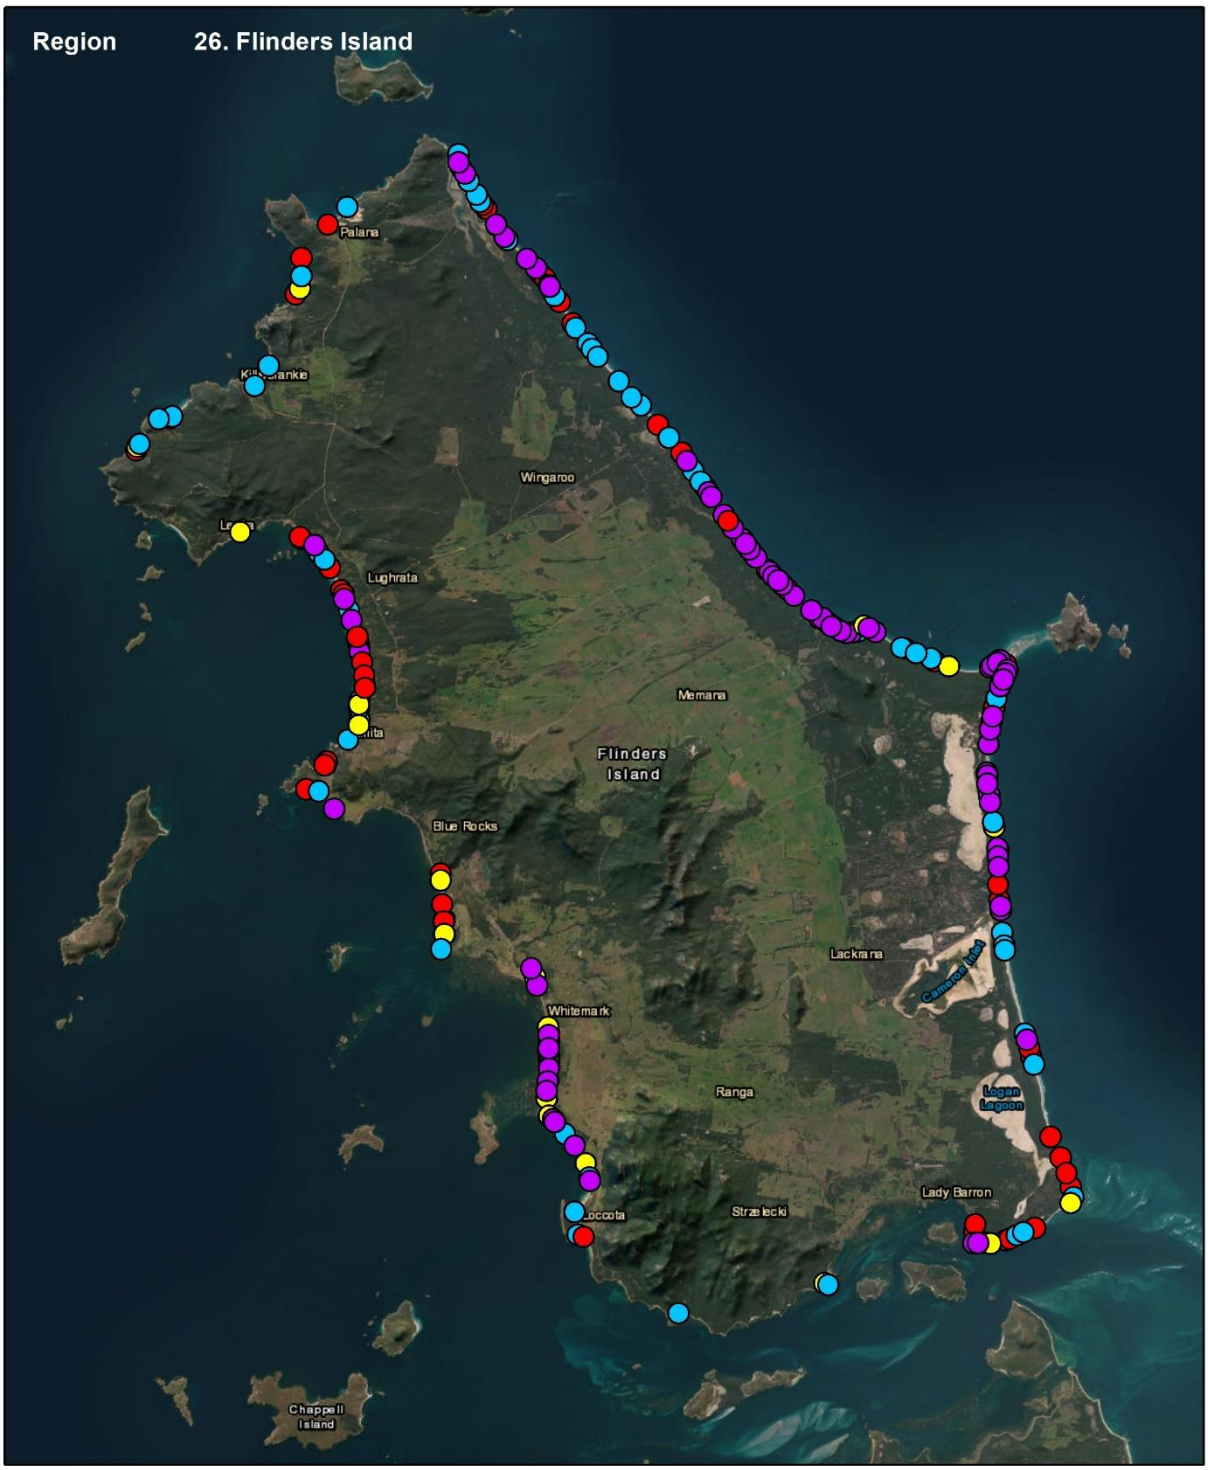 Region 26. Flinders Island
Palana
Wingaroo
Lughrata
Memana
Flinders
Island
Blue Rocks
Lackrana
Cameron Inlet
Whitemark
Ranga
Logan
Lagoon
Lady Barron
Strzelecki
Loccota
Chappell
Island